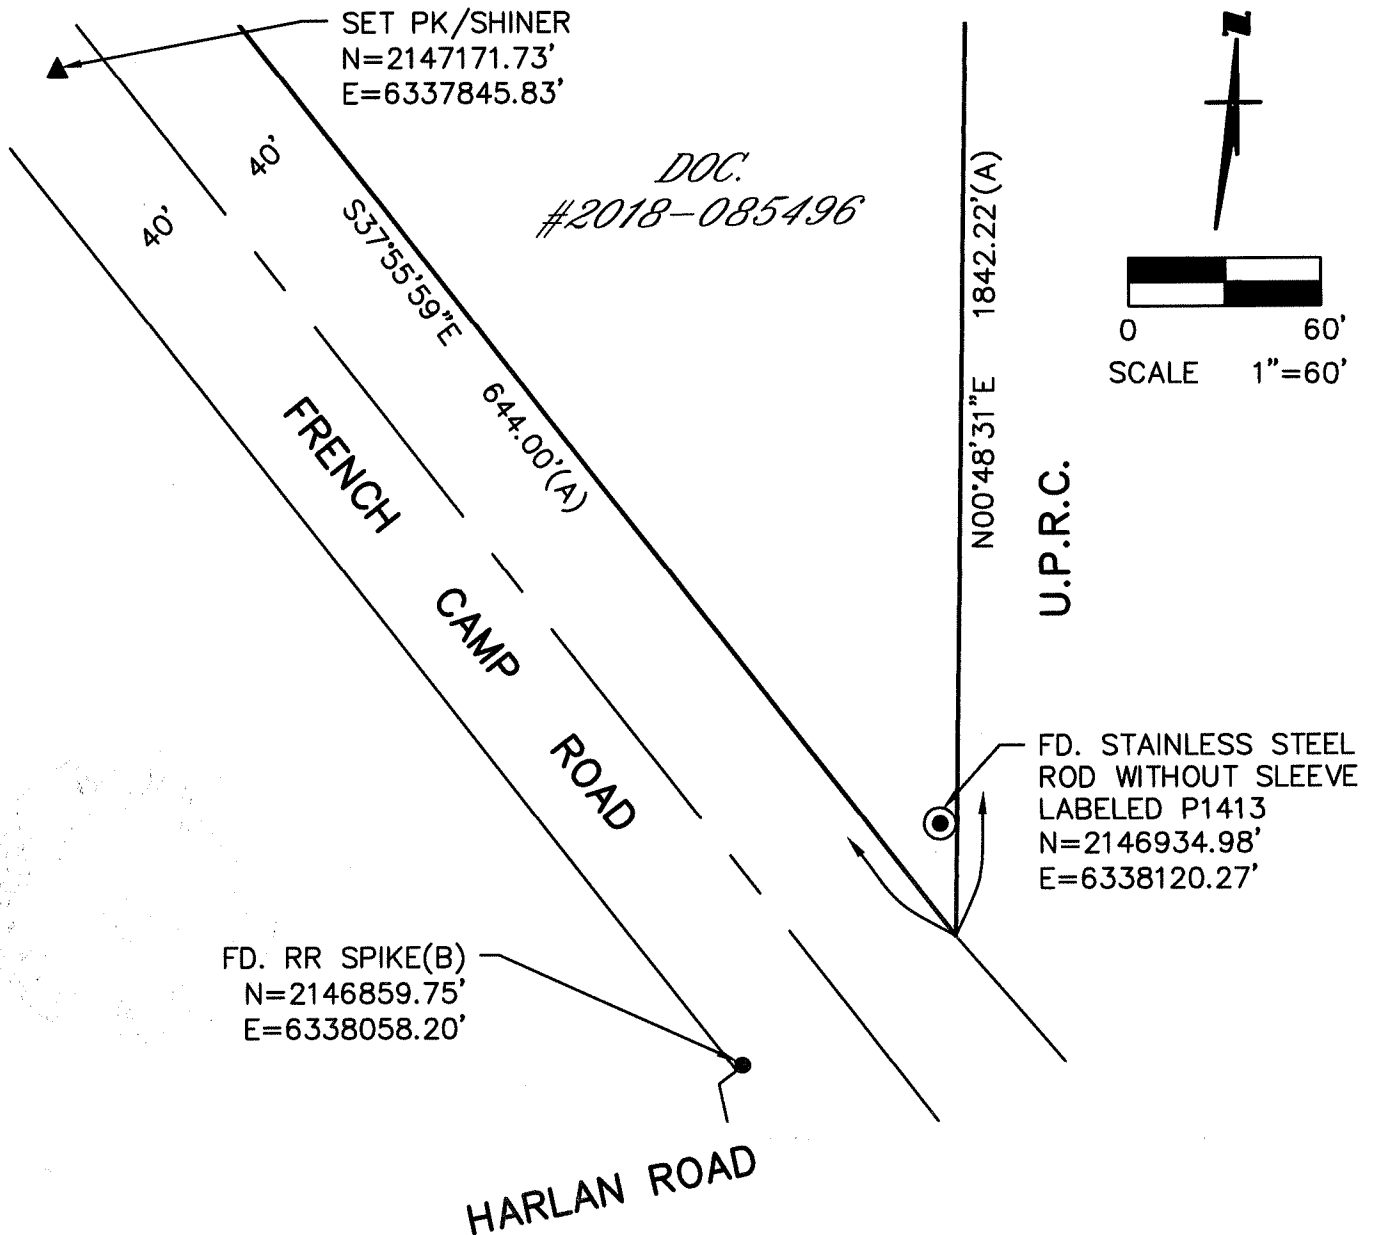 SET PK/SHINER
N=2147171.73'
E=6337845.83'
N
40'
40'
DOC.
#2018-085496
S37°55'59"E
644.00'(A)
1842.22'(A)
N00°48'31"E
0 60'
SCALE 1"=60'
FRENCH CAMP ROAD
U.P.R.C.
FD. STAINLESS STEEL
ROD WITHOUT SLEEVE
LABELED P1413
N=2146934.98'
E=6338120.27'
FD. RR SPIKE(B)
N=2146859.75'
E=6338058.20'
HARLAN ROAD